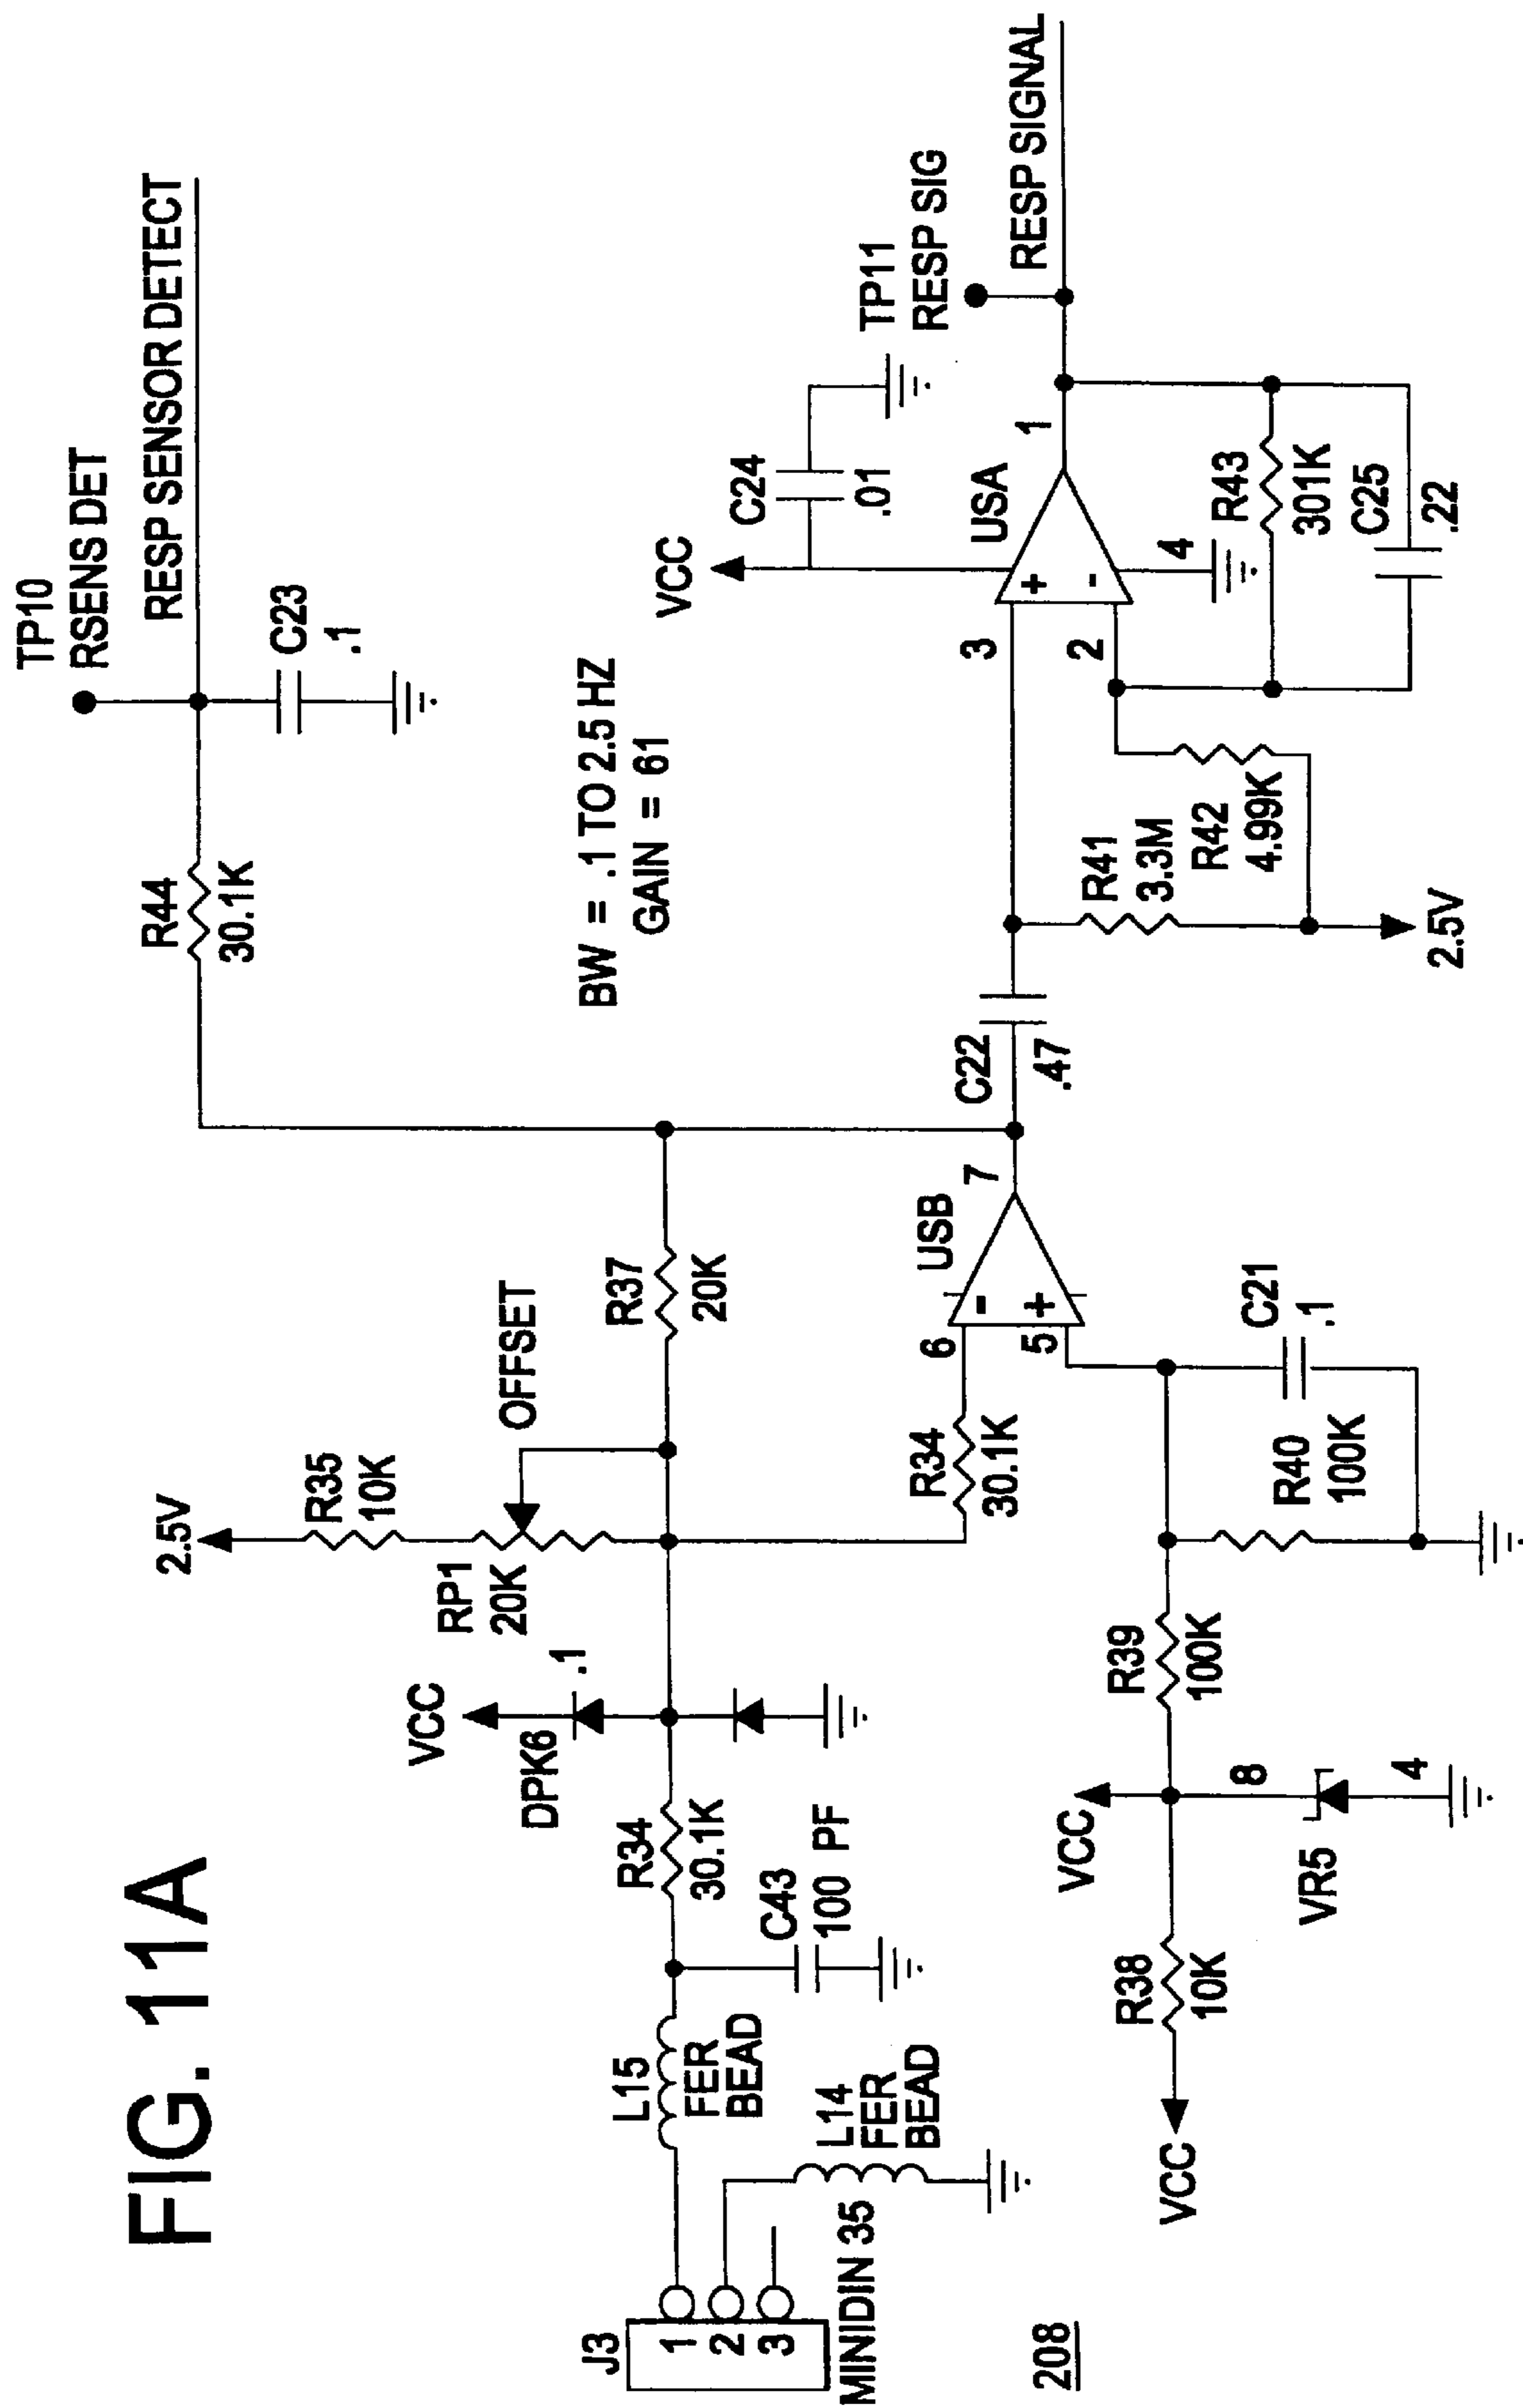 FIG. 11A
TP10
RSENS DET
RESP SENSOR DETECT
R44
30.1K
C23
.1
2.5V
R35
10K
RP1
20K
OFFSET
R37
20K
VCC
DPK6
.1
R34
30.1K
C43
100 PF
L15
FER
BEAD
L14
FER
BEAD
J3
1
2
3
MINIDIN 35
208
BW = .1 TO 2.5 HZ
GAIN = 61
R34
30.1K
6
5
-
+
USB
7
C22
.47
R41
3.3M
R42
4.99K
2.5V
3
2
+
-
USA
1
4
VCC
C24
.01
TP11
RESP SIG
RESP SIGNAL
R43
301K
C25
.22
VCC
R38
10K
VCC
8
4
VR5
R39
100K
R40
100K
C21
.1